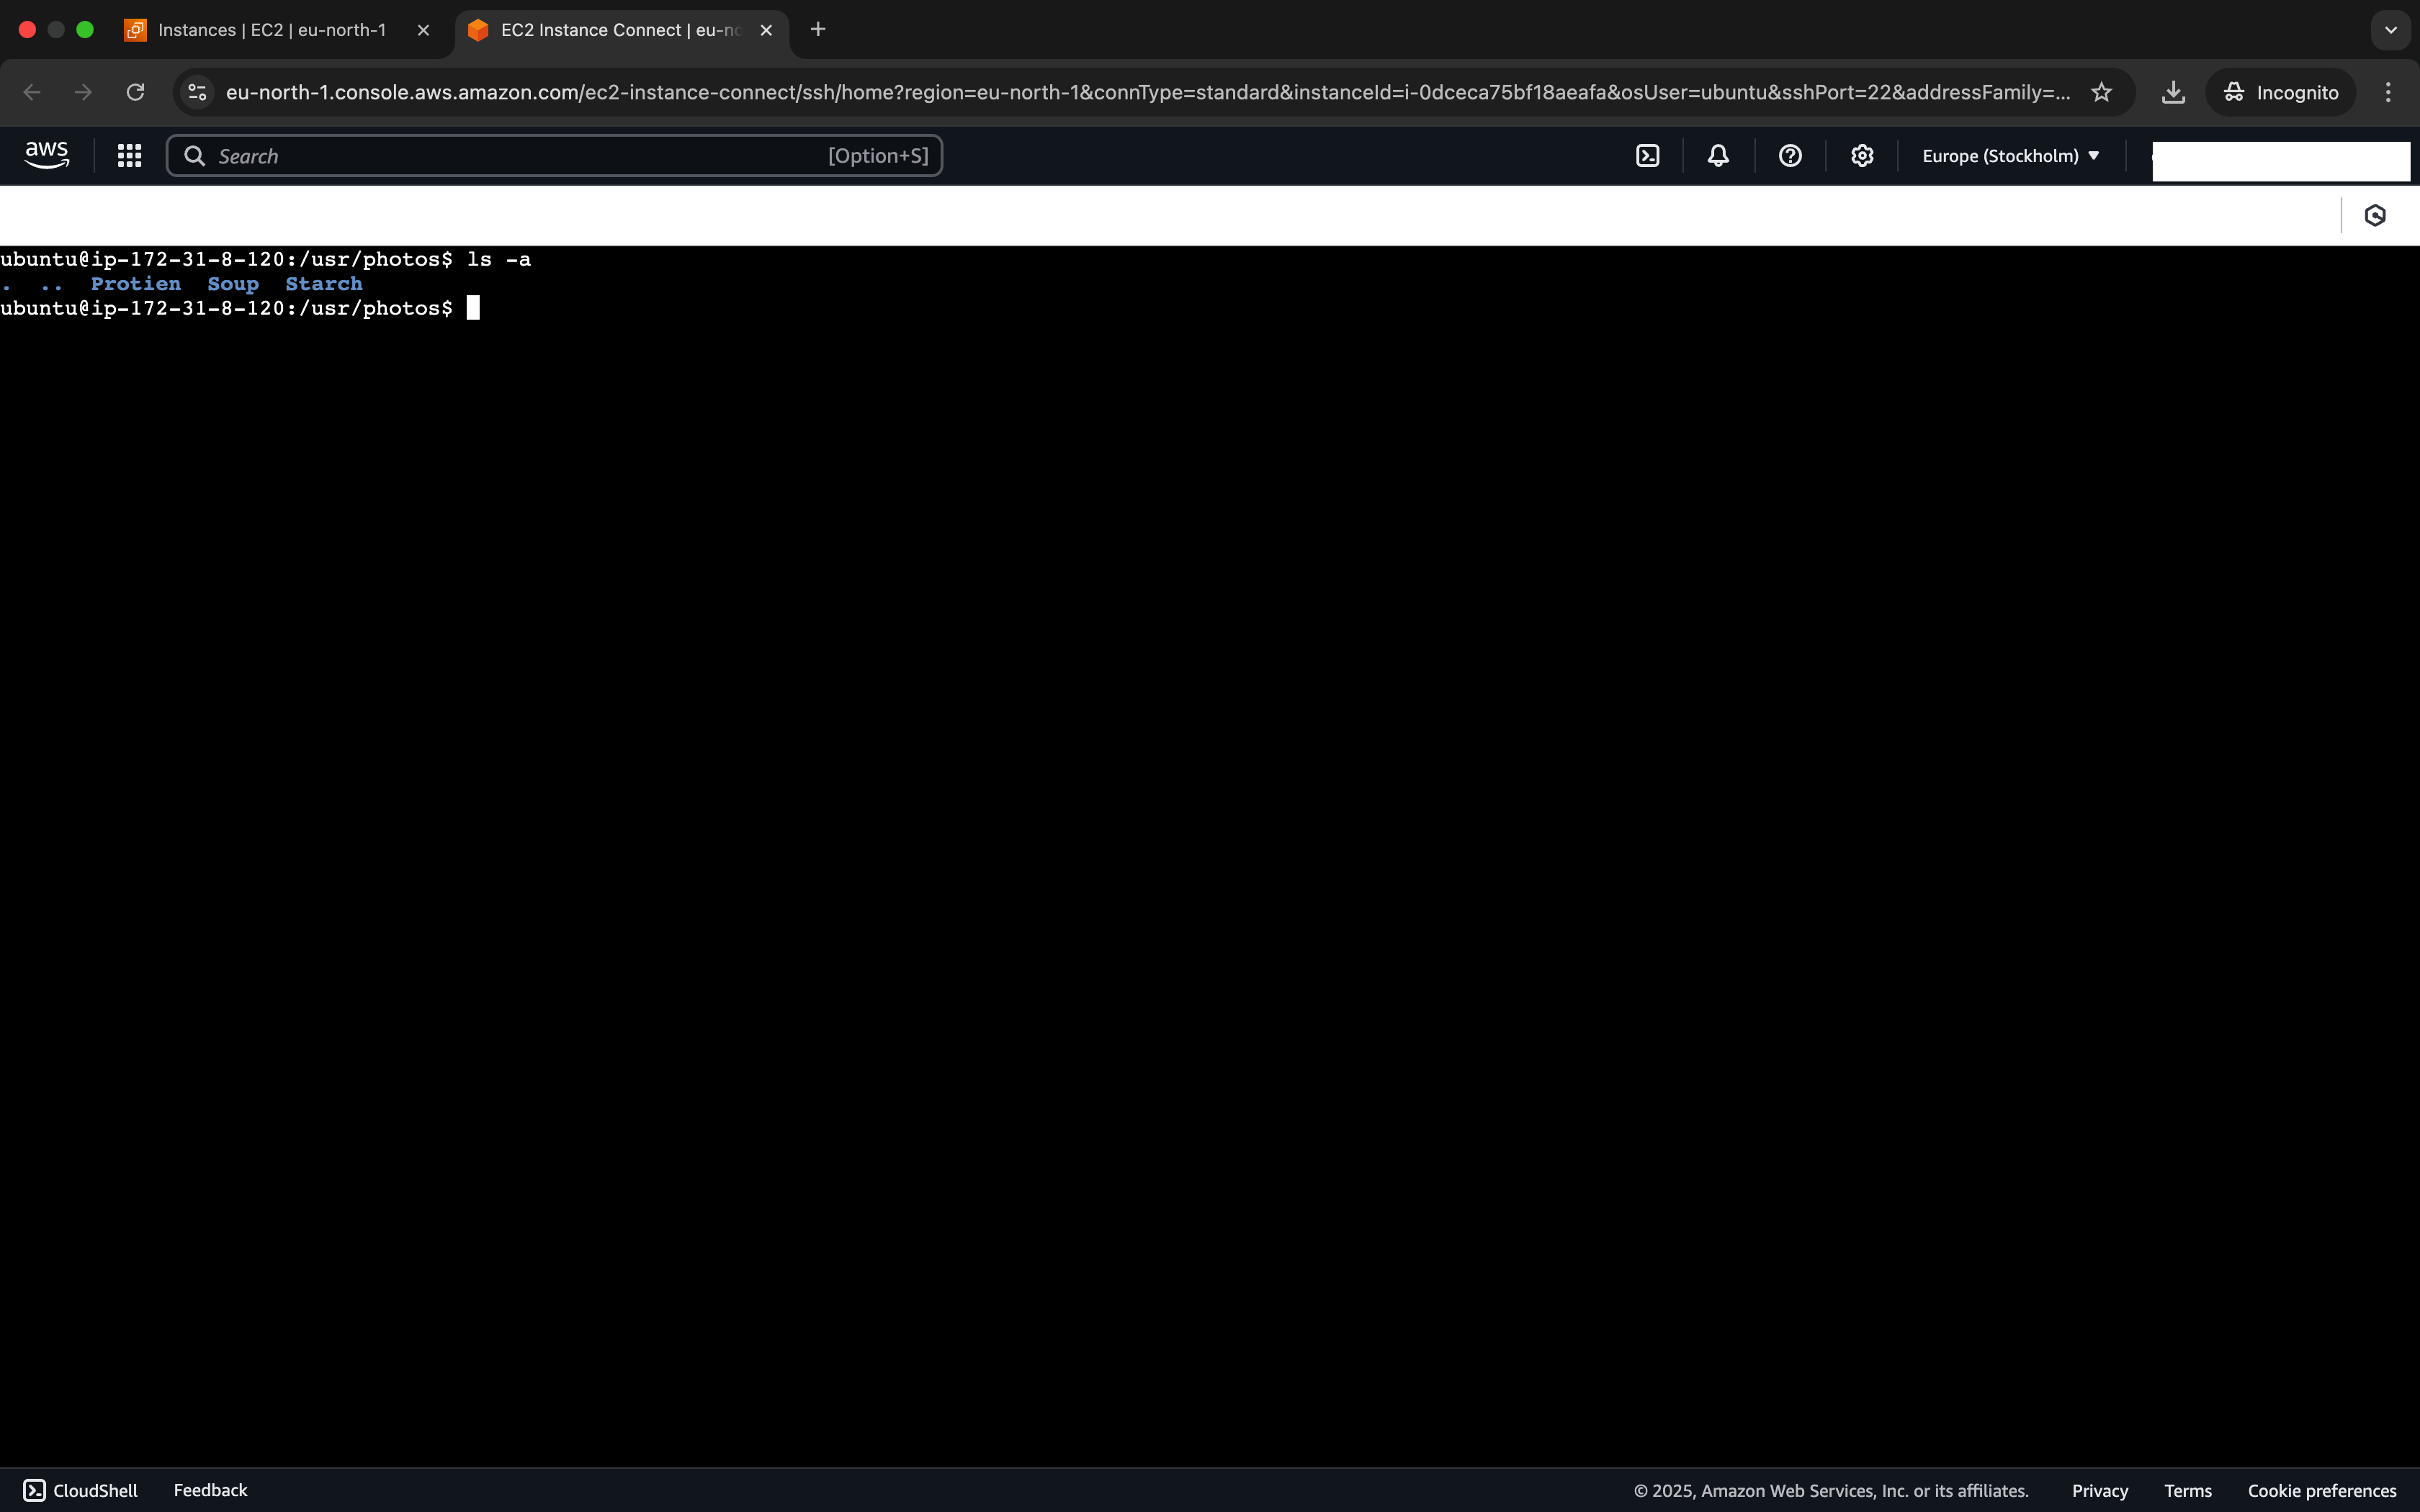 Instances | EC2 | eu-north-1
EC2 Instance Connect | eu-no
eu-north-1.console.aws.amazon.com/ec2-instance-connect/ssh/home?region=eu-north-1&connType=standard&instanceId=i-0dceca75bf18aeafa&osUser=ubuntu&sshPort=22&addressFamily=...
Incognito
aws
Search
[Option+S]
Europe (Stockholm)
ubuntu@ip-172-31-8-120:/usr/photos$ ls -a
. .. Protien Soup Starch
ubuntu@ip-172-31-8-120:/usr/photos$
CloudShell
Feedback
© 2025, Amazon Web Services, Inc. or its affiliates.
Privacy
Terms
Cookie preferences